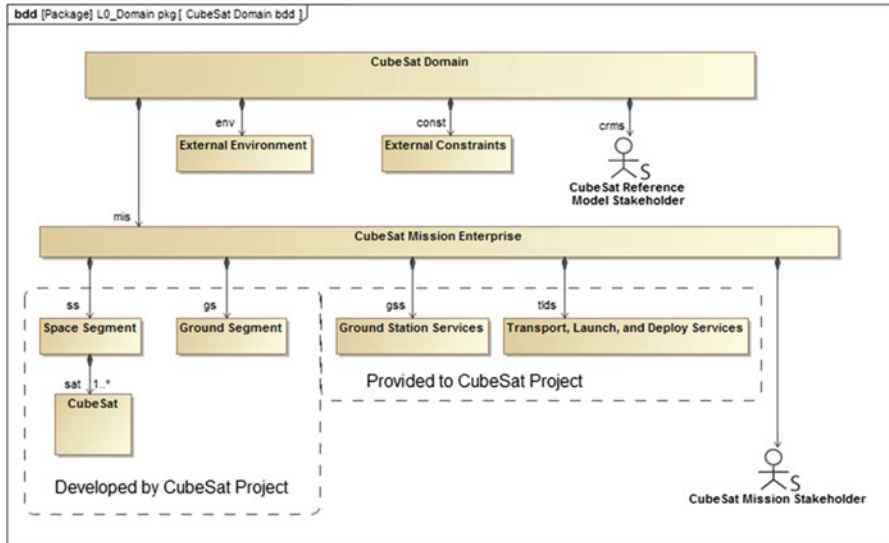 bdd [Package] L0_Domain pkg[ CubeSat Domain bdd ]
CubeSat Domain
env
const
crms
External Environment
External Constraints
S
CubeSat Reference
Model Stakeholder
mis
CubeSat Mission Enterprise
ss
gs
gss
tlds
Space Segment
Ground Segment
Ground Station Services
Transport, Launch, and Deploy Services
sat
1..*
Provided to CubeSat Project
CubeSat
Developed by CubeSat Project
S
CubeSat Mission Stakeholder